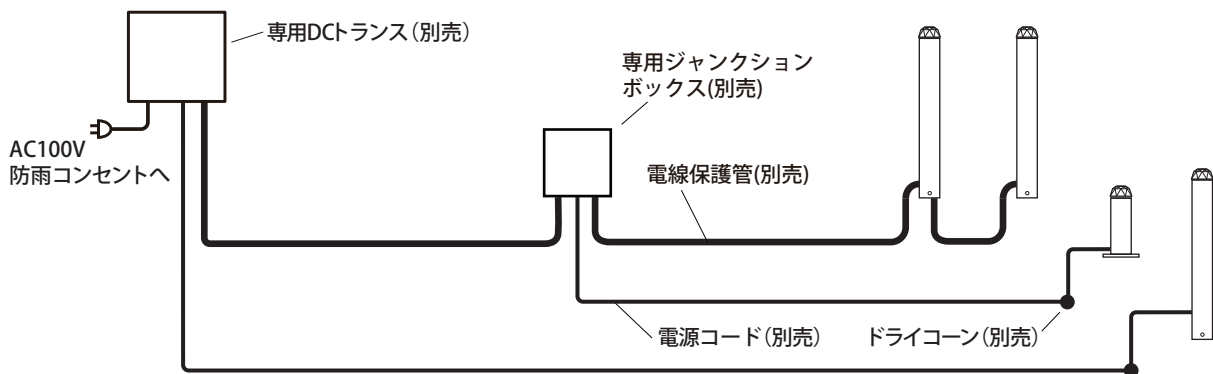 専用DCトランス（別売）
専用ジャンクション
ボックス(別売)
AC100V
防雨コンセントへ
電線保護管(別売)
電源コード（別売）
ドライコーン（別売）